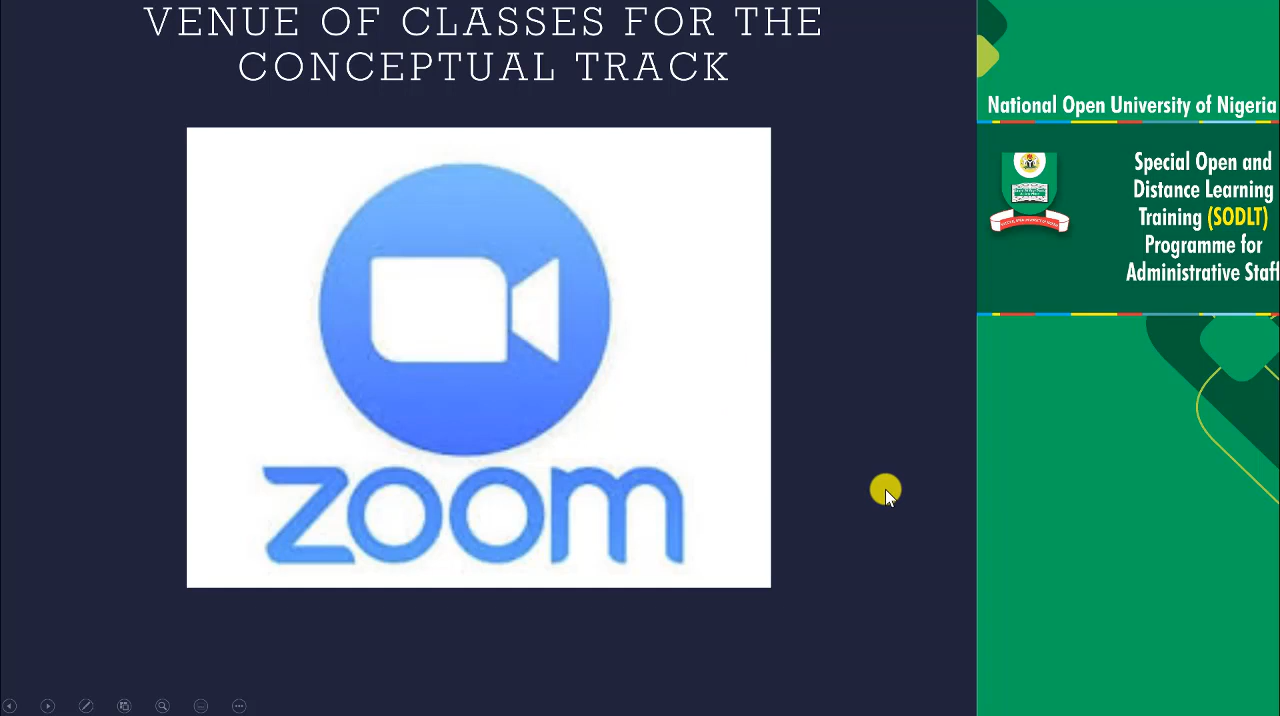 VENUE OF CLASSES FOR THE
CONCEPTUAL TRACK
zoom
National Open University of Nigeria
Special Open and
Distance Learning
Training (SODLT)
Programme for
Administrative Staff